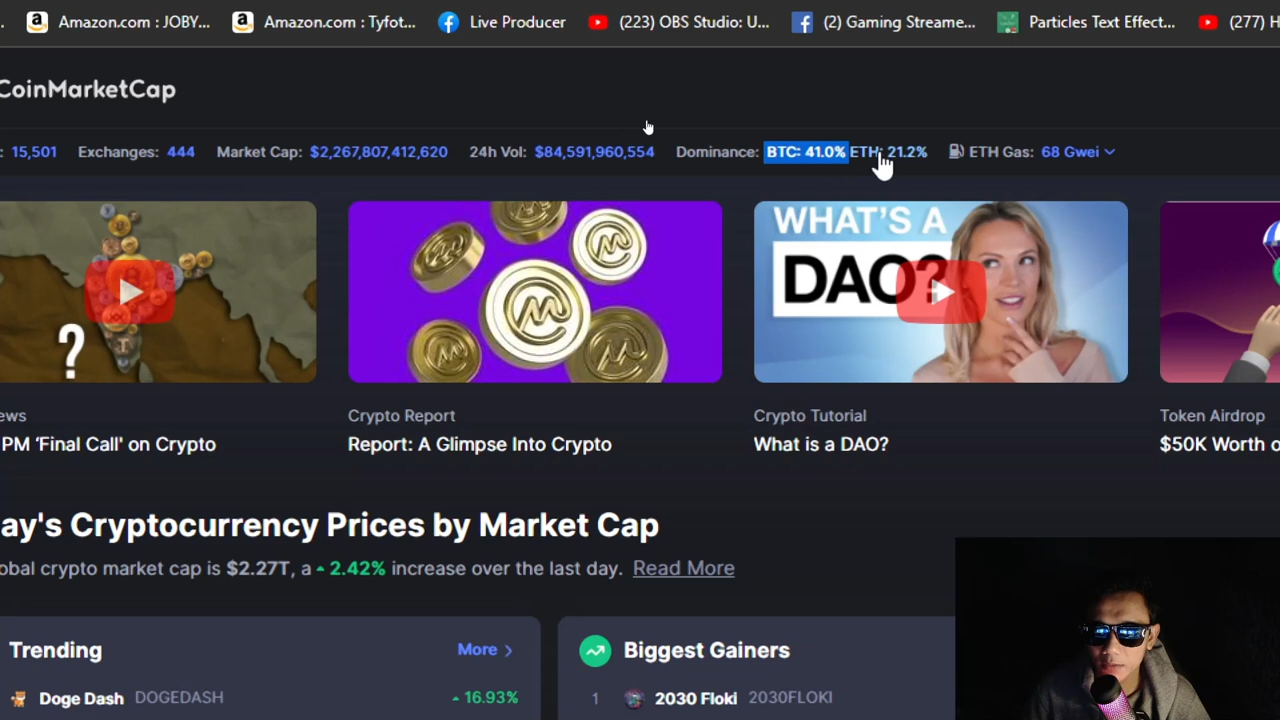 Amazon.com : JOBY... Amazon.com : Tyfot... Live Producer (223) OBS Studio: U... (2) Gaming Streame... Particles Text Effect... (277) H
CoinMarketCap
: 15,501 Exchanges: 444 Market Cap: $2,267,807,412,620 24h Vol: $84,591,960,554 Dominance: BTC: 41.0% ETH: 21.2% ETH Gas: 68 Gwei
?
WHAT'S A
DAO?
ews Crypto Report Crypto Tutorial Token Airdrop
PM 'Final Call' on Crypto Report: A Glimpse Into Crypto What is a DAO? $50K Worth o
ay's Cryptocurrency Prices by Market Cap
obal crypto market cap is $2.27T, a 2.42% increase over the last day. Read More
Trending More Biggest Gainers
Doge Dash DOGEDASH 16.93% 1 2030 Floki 2030FLOKI